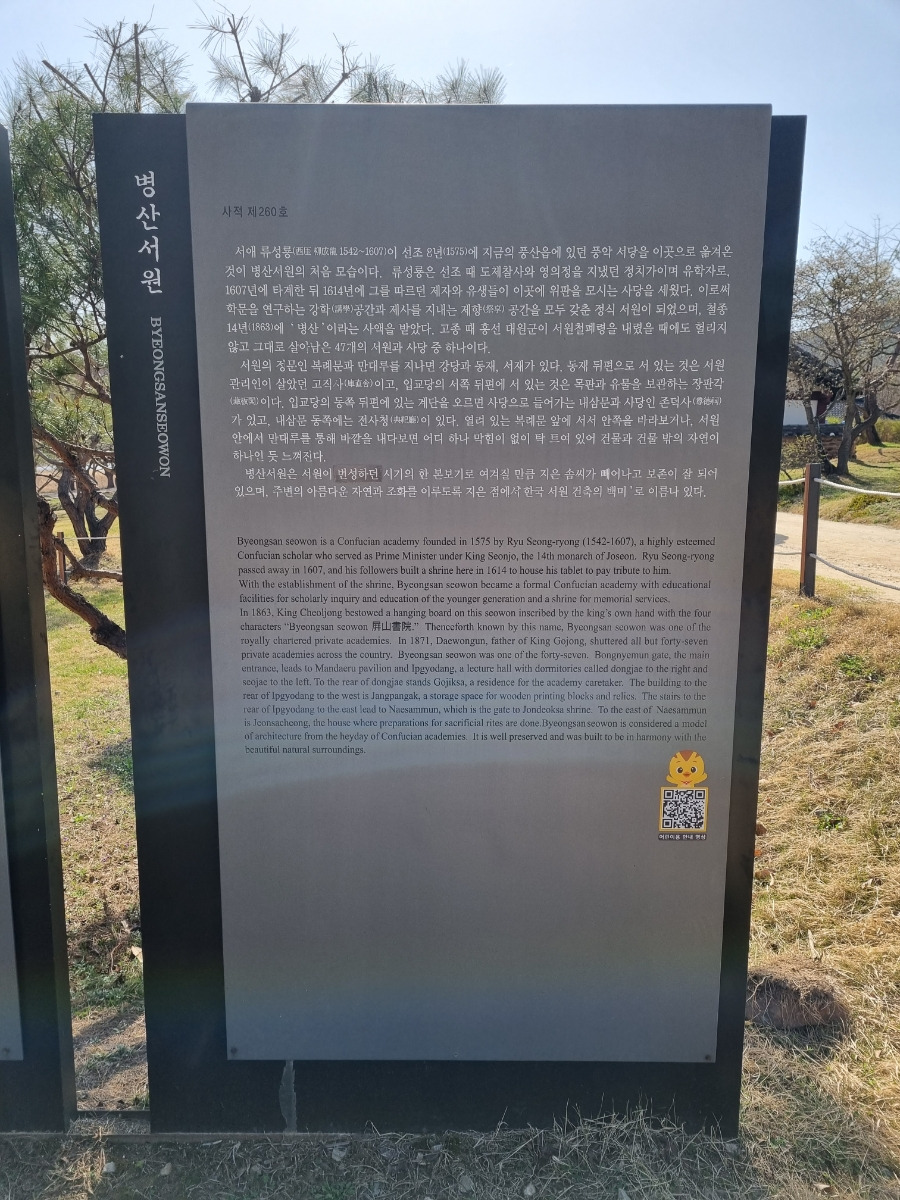 병산서원
BYEONGSANSEOWON
사적 제260호
서애 류성룡(西厓 柳成龍 1542~1607)이 선조 8년(1575)에 지금의 풍산읍에 있던 풍악 서당을 이곳으로 옮겨온
것이 병산서원의 처음 모습이다. 류성룡은 선조 때 도체찰사와 영의정을 지냈던 정치가이며 유학자로,
1607년에 타계한 뒤 1614년에 그를 따르던 제자와 유생들이 이곳에 위판을 모시는 사당을 세웠다. 이로써
학문을 연구하는 강학(講學)공간과 제사를 지내는 제향(祭享) 공간을 모두 갖춘 정식 서원이 되었으며, 철종
14년(1863)에 '병산'이라는 사액을 받았다. 고종 때 흥선 대원군이 서원철폐령을 내렸을 때에도 헐리지
않고 그대로 살아남은 47개의 서원과 사당 중 하나이다.
서원의 정문인 복례문과 만대루를 지나면 강당과 동재, 서재가 있다. 동재 뒤편으로 서 있는 것은 서원
관리인이 살았던 고직사(庫直舍)이고, 입교당의 서쪽 뒤편에 서 있는 것은 목판과 유물을 보관하는 장판각
(藏板閣)이다. 입교당의 동쪽 뒤편에 있는 계단을 오르면 사당으로 들어가는 내삼문과 사당인 존덕사(尊德祠)
가 있고, 내삼문 동쪽에는 전사청(典祀廳)이 있다. 열려 있는 복례문 앞에 서서 안쪽을 바라보거나, 서원
안에서 만대루를 통해 바깥을 내다보면 어디 하나 막힘이 없이 탁 트여 있어 건물과 건물 밖의 자연이
하나인 듯 느껴진다.
병산서원은 서원이 번성하던 시기의 한 본보기로 여겨질 만큼 지은 솜씨가 빼어나고 보존이 잘 되어
있으며, 주변의 아름다운 자연과 조화를 이루도록 지은 점에서 '한국 서원 건축의 백미'로 이름나 있다.
Byeongsan seowon is a Confucian academy founded in 1575 by Ryu Seong-ryong (1542-1607), a highly esteemed
Confucian scholar who served as Prime Minister under King Seonjo, the 14th monarch of Joseon. Ryu Seong-ryong
passed away in 1607, and his followers built a shrine here in 1614 to house his tablet to pay tribute to him.
With the establishment of the shrine, Byeongsan seowon became a formal Confucian academy with educational
facilities for scholarly inquiry and education of the younger generation and a shrine for memorial services.
In 1863, King Cheoljong bestowed a hanging board on this seowon inscribed by the king's own hand with the four
characters "Byeongsan seowon 屛山書院." Thenceforth known by this name, Byeongsan seowon was one of the
royally chartered private academies. In 1871, Daewongun, father of King Gojong, shuttered all but forty-seven
private academies across the country. Byeongsan seowon was one of the forty-seven. Bongnyemun gate, the main
entrance, leads to Mandaeru pavilion and Ipgyodang, a lecture hall with dormitories called dongjae to the right and
seojae to the left. To the rear of dongjae stands Gojiksa, a residence for the academy caretaker. The building to the
rear of Ipgyodang to the west is Jangpangak, a storage space for wooden printing blocks and relics. The stairs to the
rear of Ipgyodang to the east lead to Naesammun, which is the gate to Jondeoksa shrine. To the east of Naesammun
is Jeonsacheong, the house where preparations for sacrificial rites are done.Byeongsan seowon is considered a model
of architecture from the heyday of Confucian academies. It is well preserved and was built to be in harmony with the
beautiful natural surroundings.
어린이용 안내 영상